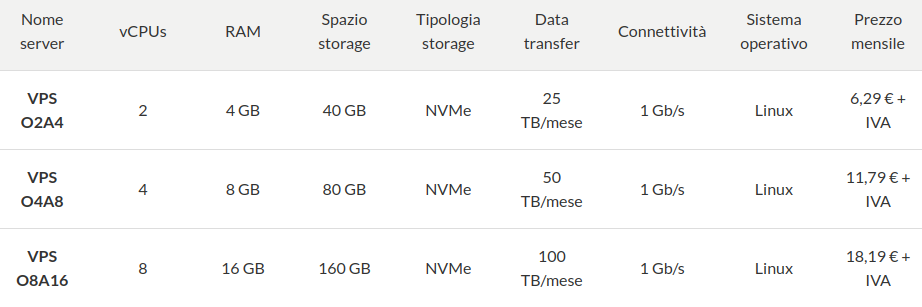 Nome server vCPUs RAM Spazio storage Tipologia storage Data transfer Connettività Sistema operativo Prezzo mensile
VPS O2A4 2 4 GB 40 GB NVMe 25 TB/mese 1 Gb/s Linux 6,29 € + IVA
VPS O4A8 4 8 GB 80 GB NVMe 50 TB/mese 1 Gb/s Linux 11,79 € + IVA
VPS O8A16 8 16 GB 160 GB NVMe 100 TB/mese 1 Gb/s Linux 18,19 € + IVA